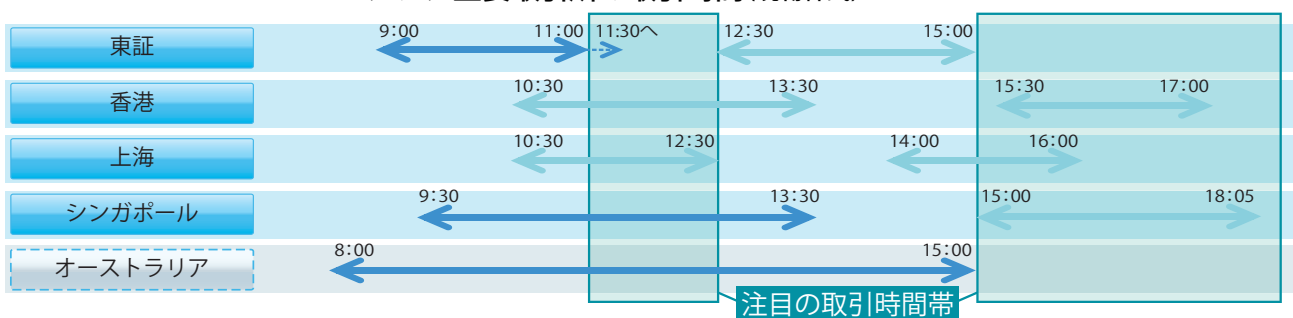 東証 9:00 11:00 11:30へ 12:30 15:00
香港 10:30 13:30 15:30 17:00
上海 10:30 12:30 14:00 16:00
シンガポール 9:30 13:30 15:00 18:05
オーストラリア 8:00 15:00
注目の取引時間帯